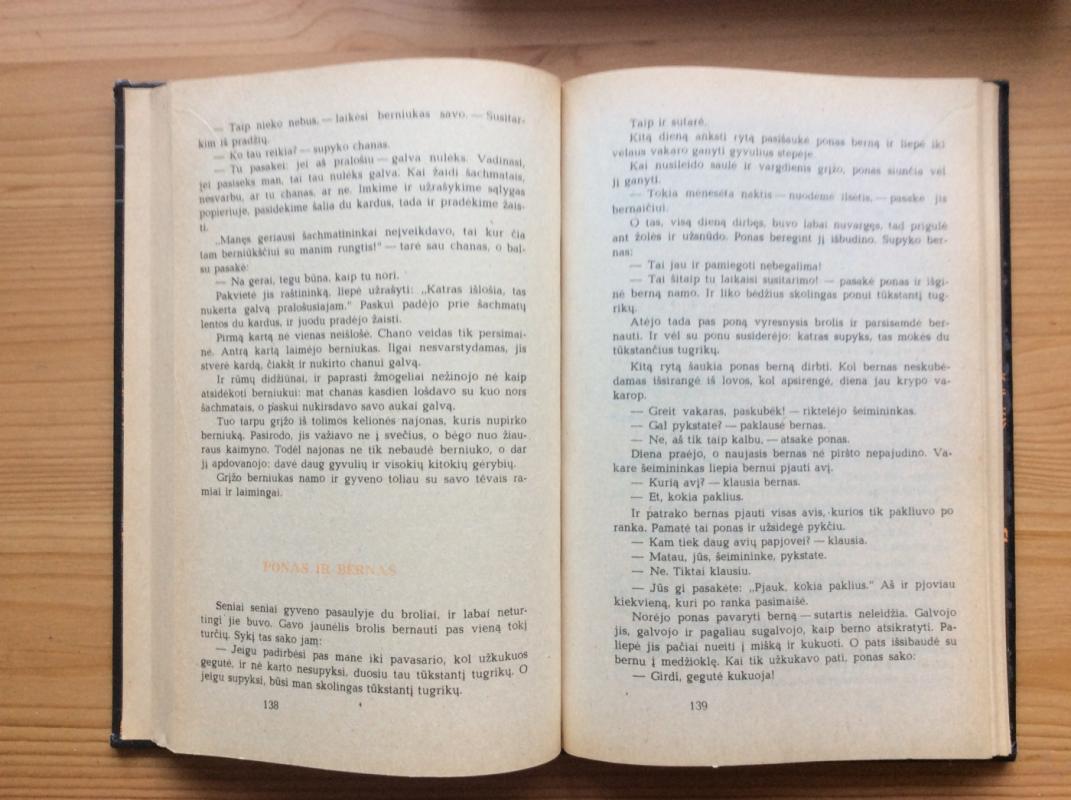 — Taip nieko nebus, — laikėsi berniukas savo. — Susitar-
kim iš pradžių.
— Ko tau reikia? — supyko chanas.
— Tu pasakei: jei aš pralošiu — galva nulėks. Vadinasi,
jei pasiseks man, tai tau nulėks galva. Kai žaidi šachmatais,
nesvarbu, ar tu chanas, ar ne. Imkime ir užrašykime sąlygas
popieriuje, pasidėkime šalia du kardus, tada ir pradėkime žais-
ti.
„Manęs geriausi šachmatininkai neįveikdavo, tai kur čia
tam berniūkščiui su manim rungtis!" — tarė sau chanas, o bal-
su pasakė:
— Na gerai, tegu būna, kaip tu nori.
Pakvietė jis raštininką, liepė užrašyti: „Katras išlošia, tas
nukerta galvą pralošusiajam." Paskui padėjo prie šachmatų
lentos du kardus, ir juodu pradėjo žaisti.
Pirmą kartą nė vienas neišlošė. Chano veidas tik persimai-
nė. Antrą kartą laimėjo berniukas. Ilgai nesvarstydamas, jis
stvėrė kardą, čiakšt ir nukirto chanui galvą.
Ir rūmų didžiūnai, ir paprasti žmogeliai nežinojo nė kaip
atsidėkoti berniukui: mat chanas kasdien lošdavo su kuo nors
šachmatais, o paskui nukirsdavo savo aukai galvą.
Tuo tarpu grįžo iš tolimos kelionės najonas, kuris nupirko
berniuką. Pasirodo, jis važiavo ne į svečius, o bėgo nuo žiau-
raus kaimyno. Todėl najonas ne tik nebaudė berniuko, o dar
jį apdovanojo: davė daug gyvulių ir visokių kitokių gėrybių.
Grįžo berniukas namo ir gyveno toliau su savo tėvais ra-
miai ir laimingai.
PONAS IR BERNAS
Seniai seniai gyveno pasaulyje du broliai, ir labai netur-
tingi jie buvo. Gavo jaunėlis brolis bernauti pas vieną tokį
turčių. Sykį tas sako jam:
— Jeigu padirbėsi pas mane iki pavasario, kol užkukuos
gegutė, ir nė karto nesupyksi, duosiu tau tūkstantį tugrikų. O
jeigu supyksi, būsi man skolingas tūkstantį tugrikų.
138
Taip ir sutarė.
Kitą dieną anksti rytą pasišaukė ponas berną ir liepė iki
vėlaus vakaro ganyti gyvulius stepėje.
Kai nusileido saulė ir vargdienis grįžo, ponas siunčia vėl
jį ganyti.
— Tokia mėnesėta naktis — nuodėmė ilsėtis, — pasakė jis
bernaičiui.
O tas, visą dieną dirbęs, buvo labai nuvargęs, tad prigulė
ant žolės ir užsnūdo. Ponas beregint jį išbudino. Supyko ber-
nas:
— Tai jau ir pamiegoti nebegalima!
— Tai šitaip tu laikaisi susitarimo! — pasakė ponas ir išgi-
nė berną namo. Ir liko bėdžius skolingas ponui tūkstantį tug-
rikų.
Atėjo tada pas poną vyresnysis brolis ir parsisamdė ber-
nauti. Ir vėl su ponu susiderėjo: katras supyks, tas mokės du
tūkstančius tugrikų.
Kitą rytą šaukia ponas berną dirbti. Kol bernas neskubė-
damas išsirangė iš lovos, kol apsirengė, diena jau krypo va-
karop.
— Greit vakaras, paskubėk! — riktelėjo šeimininkas.
— Gal pykstate? — paklausė bernas.
— Ne, aš tik taip kalbu, — atsakė ponas.
Diena praėjo, o naujasis bernas nė piršto nepajudino. Va-
kare šeimininkas liepia bernui pjauti avį.
— Kurią avį? — klausia bernas.
— Et, kokia paklius.
Ir patrako bernas pjauti visas avis, kurios tik pakliuvo po
ranka. Pamatė tai ponas ir užsidegė pykčiu.
— Kam tiek daug avių papjovei? — klausia.
— Matau, jūs, šeimininke, pykstate.
— Ne. Tiktai klausiu.
— Jūs gi pasakėte: „Pjauk, kokia paklius." Aš ir pjoviau
kiekvieną, kuri po ranka pasimaišė.
Norėjo ponas pavaryti berną — sutartis neleidžia. Galvojo
jis, galvojo ir pagaliau sugalvojo, kaip berno atsikratyti. Pa-
liepė jis pačiai nueiti į mišką ir kukuoti. O pats išsibaudė su
bernu į medžioklę. Kai tik užkukavo pati, ponas sako:
— Girdi, gegutė kukuoja!
139